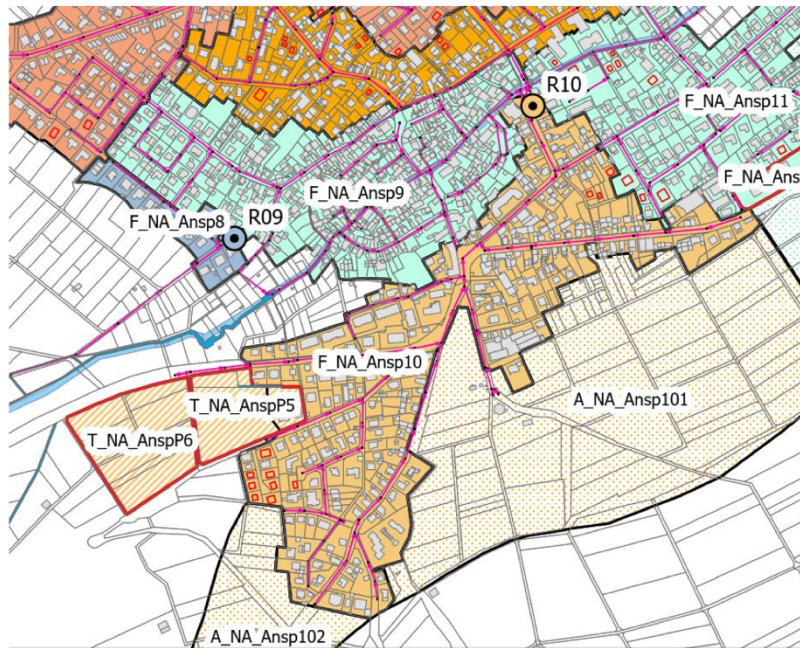 R10
F_NA_Ansp11
F_NA_Ans
F_NA_Ansp9
F_NA_Ansp8
R09
F_NA_Ansp10
T_NA_AnspP5
A_NA_Ansp101
T_NA_AnspP6
A_NA_Ansp102